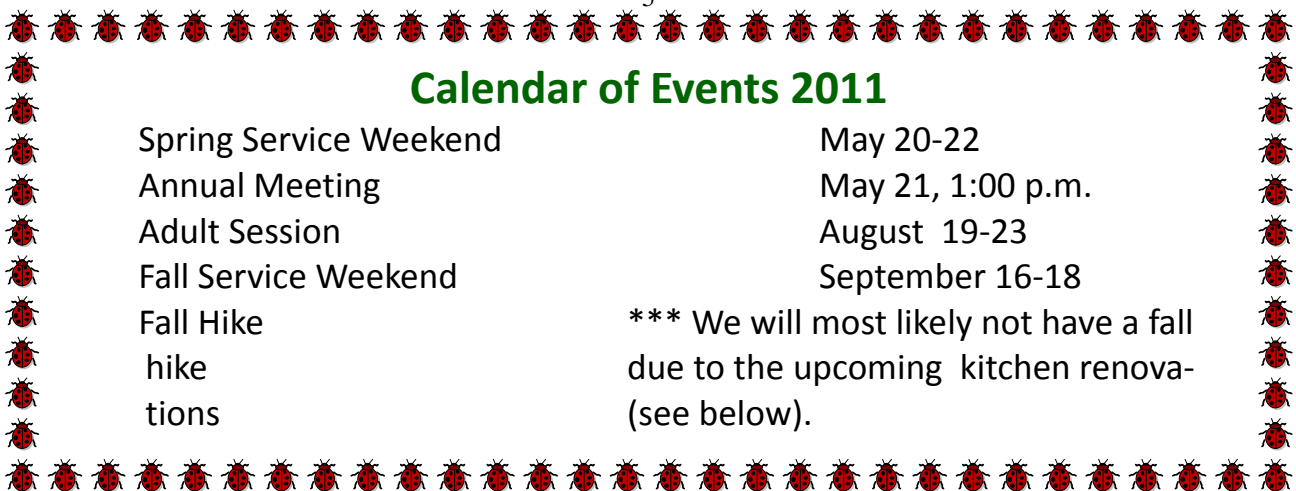 Calendar of Events 2011
Spring Service Weekend May 20-22
Annual Meeting May 21, 1:00 p.m.
Adult Session August 19-23
Fall Service Weekend September 16-18
Fall Hike *** We will most likely not have a fall
hike due to the upcoming kitchen renova-
tions (see below).